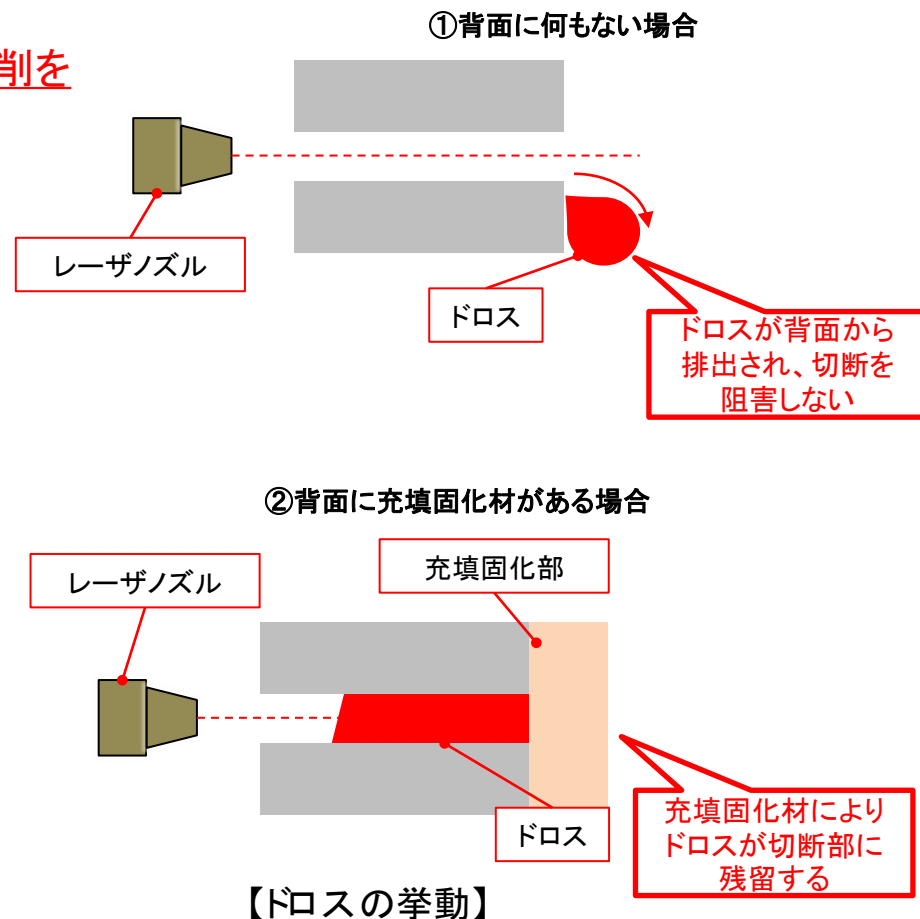 ①背面に何もない場合
削を
レーザノズル
ドロス
ドロスが背面から
排出され、切断を
阻害しない
②背面に充填固化材がある場合
レーザノズル
充填固化部
ドロス
充填固化材により
ドロスが切断部に
残留する
【ドロスの挙動】